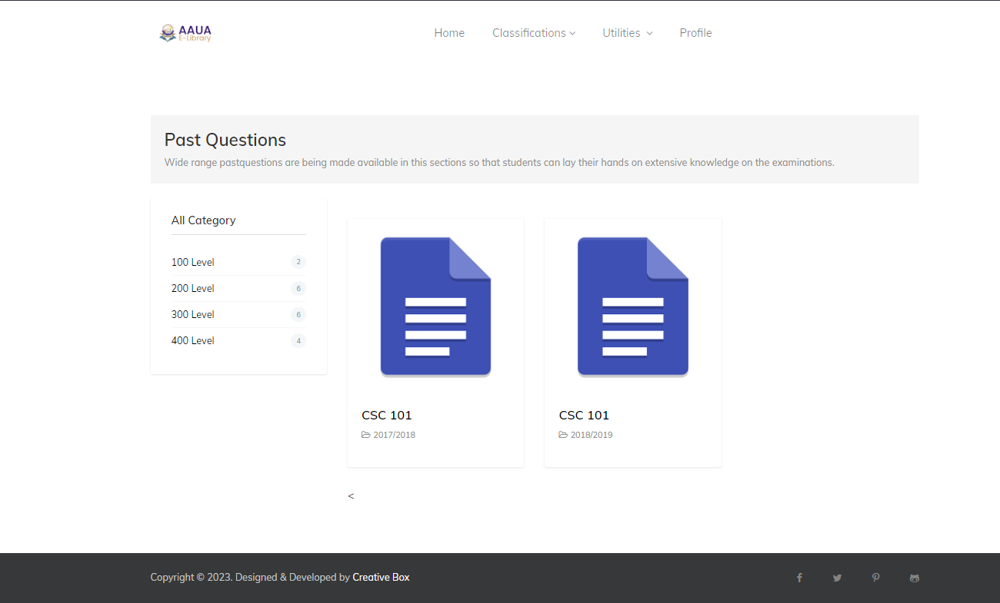 AAUA
E-Library
Home Classifications Utilities Profile
Past Questions
Wide range pastquestions are being made available in this sections so that students can lay their hands on extensive knowledge on the examinations.
All Category
100 Level 2
200 Level 6
300 Level 6
400 Level 4
CSC 101
2017/2018
CSC 101
2018/2019
<
Copyright © 2023. Designed & Developed by Creative Box